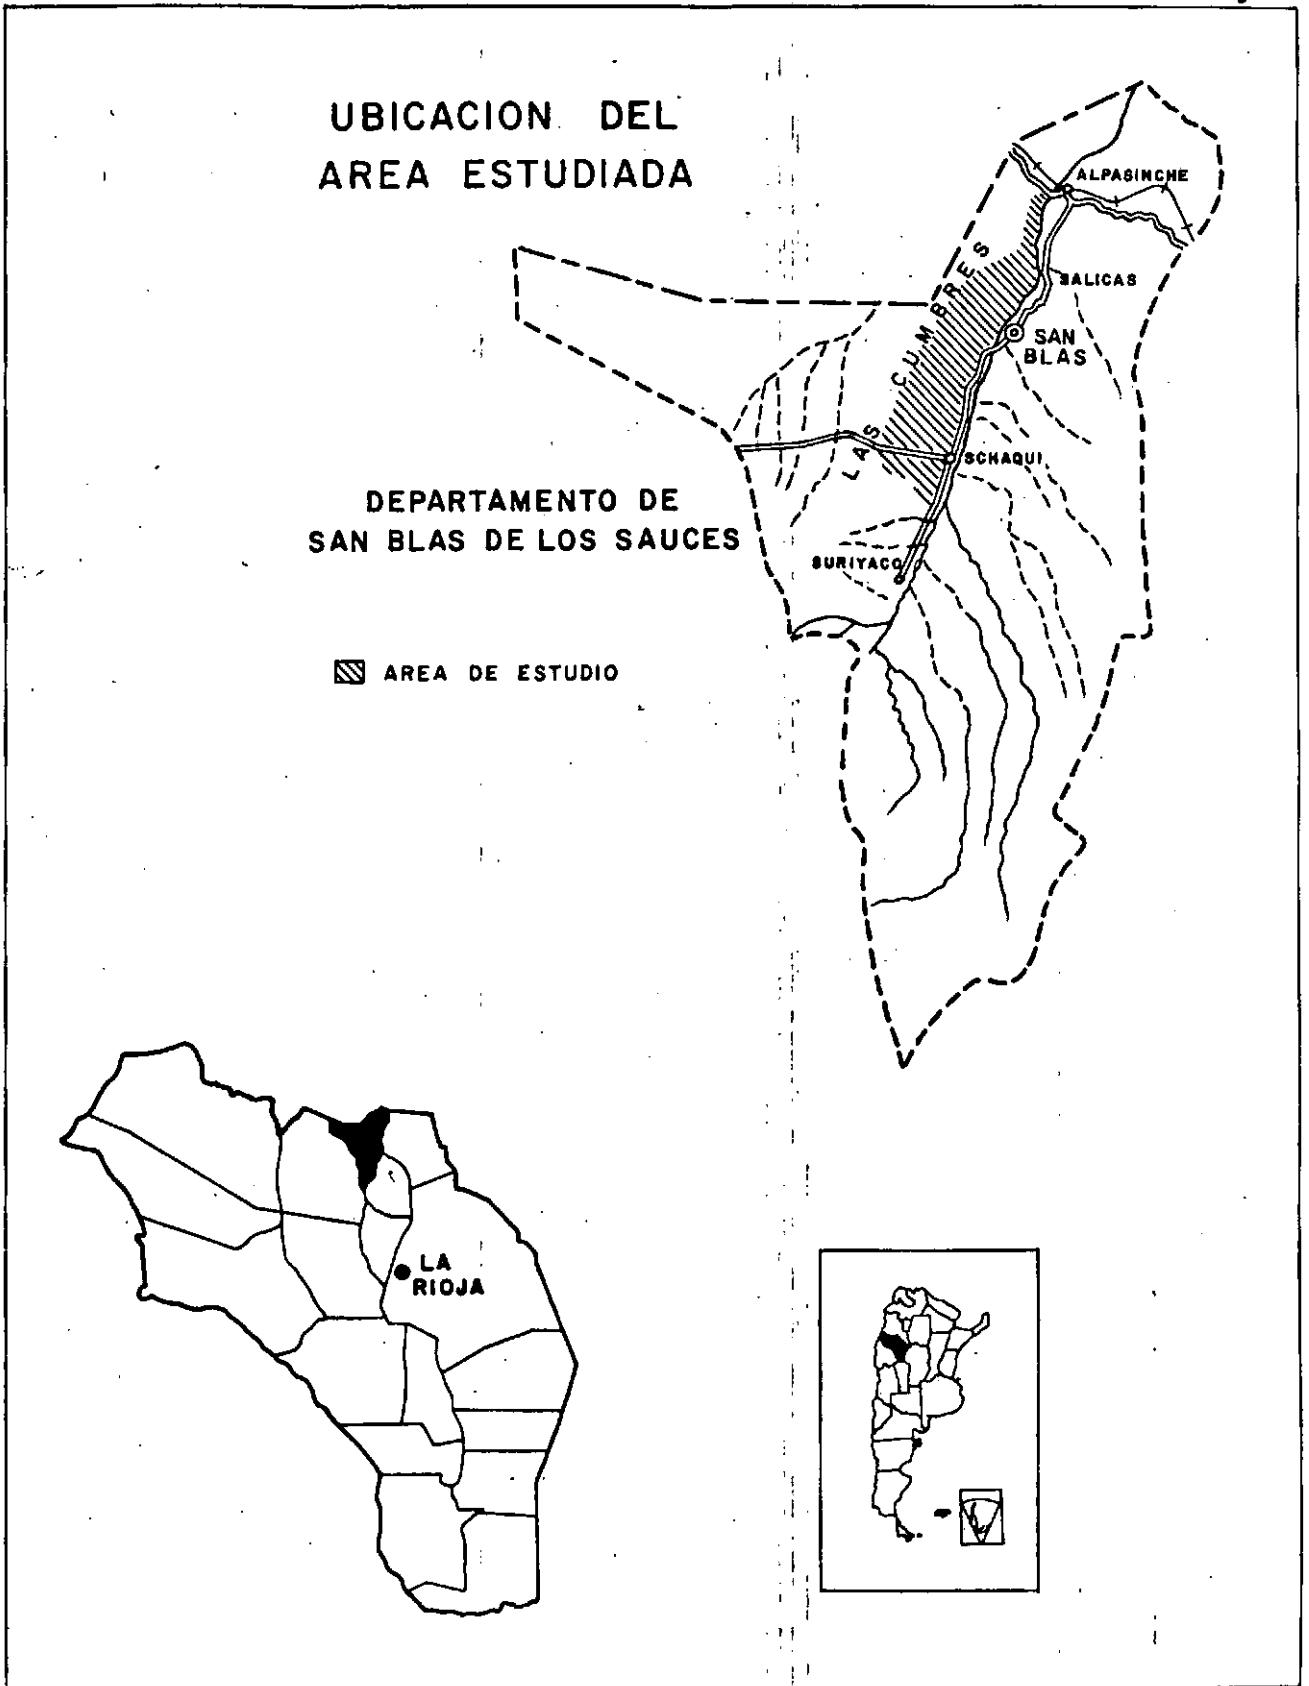 UBICACION DEL
AREA ESTUDIADA
ALPASINCHE
SALICAS
SAN
BLAS
LAS CUMBRES
SCHAQUI
SURIYACO
DEPARTAMENTO DE
SAN BLAS DE LOS SAUCES
AREA DE ESTUDIO
LA
RIOJA